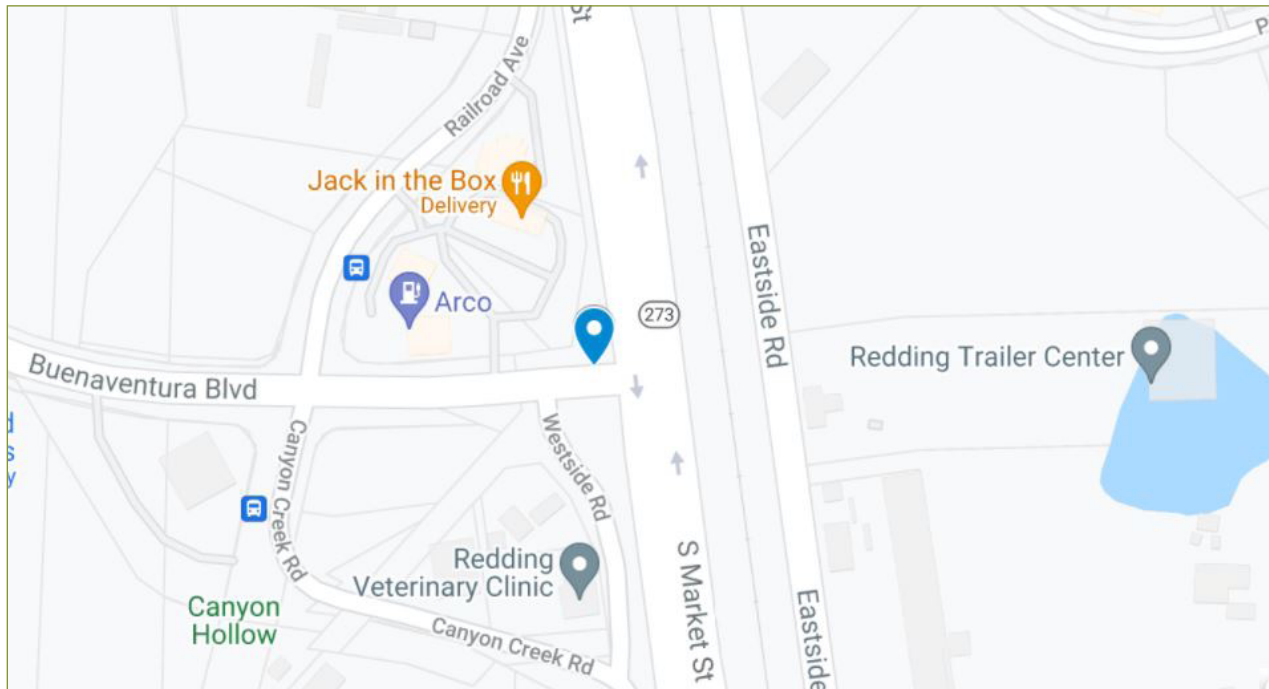 St
P
Railroad Ave
Jack in the Box
Delivery
Eastside Rd
Arco
273
Redding Trailer Center
Buenaventura Blvd
d
s
y
Canyon Creek Rd
Westside Rd
Redding
Veterinary Clinic
S Market St
Canyon
Hollow
Canyon Creek Rd
Eastside